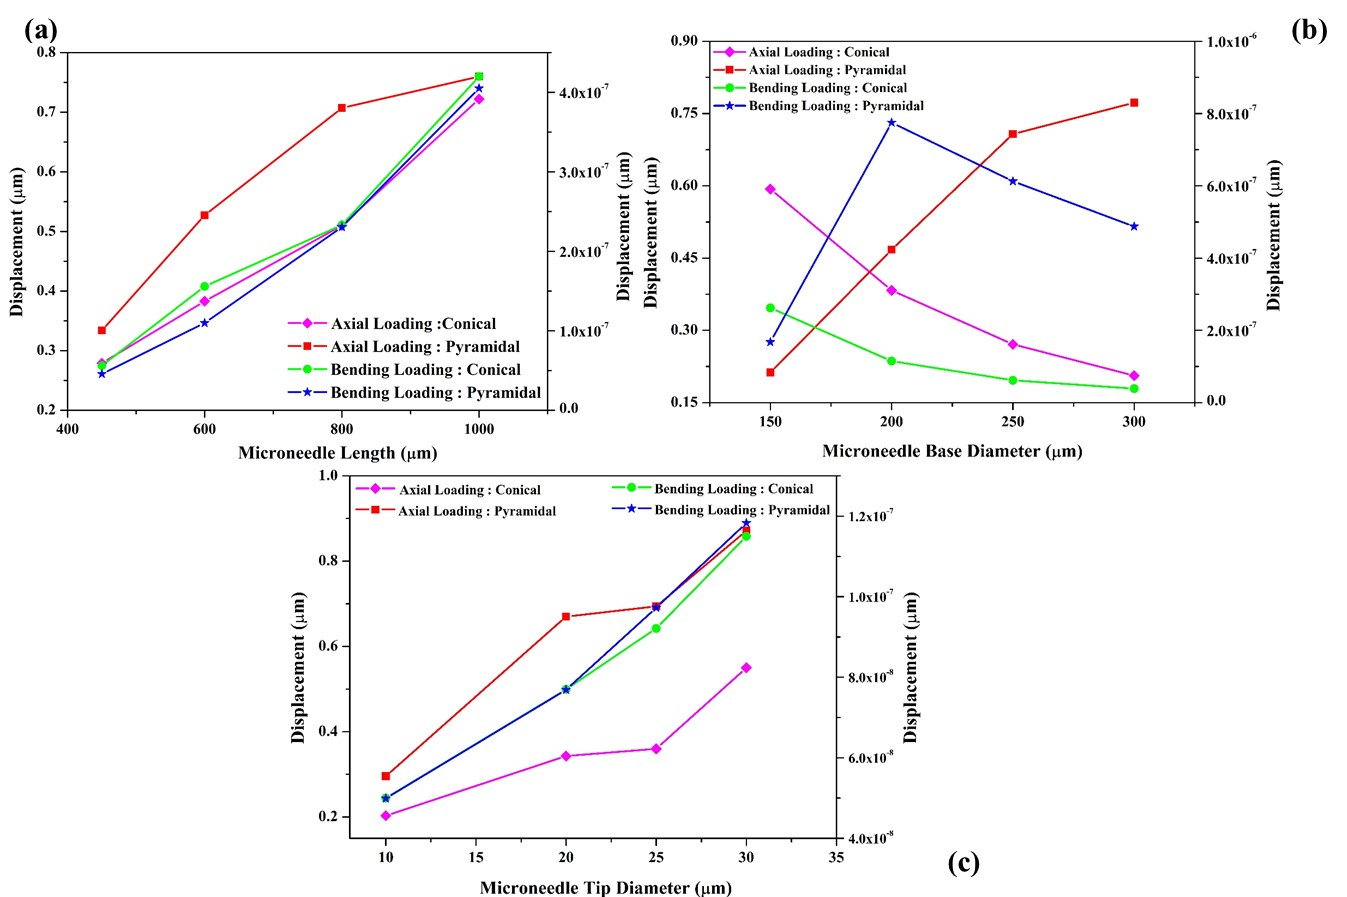 (a)
0.8
0.7
0.6
0.5
0.4
0.3
0.2
Displacement (μm)
4.0x10⁻⁷
3.0x10⁻⁷
2.0x10⁻⁷
1.0x10⁻⁷
0.0
Displacement (μm)
Axial Loading :Conical
Axial Loading : Pyramidal
Bending Loading : Conical
Bending Loading : Pyramidal
400 600 800 1000
Microneedle Length (μm)
(b)
0.90
0.75
0.60
0.45
0.30
0.15
Displacement (μm)
1.0x10⁻⁶
8.0x10⁻⁷
6.0x10⁻⁷
4.0x10⁻⁷
2.0x10⁻⁷
0.0
Displacement (μm)
Axial Loading : Conical
Axial Loading : Pyramidal
Bending Loading : Conical
Bending Loading : Pyramidal
150 200 250 300
Microneedle Base Diameter (μm)
1.0
0.8
0.6
0.4
0.2
Displacement (μm)
Axial Loading : Conical
Axial Loading : Pyramidal
Bending Loading : Conical
Bending Loading : Pyramidal
1.2x10⁻⁷
1.0x10⁻⁷
8.0x10⁻⁸
6.0x10⁻⁸
4.0x10⁻⁸
Displacement (μm)
10 15 20 25 30 35
Microneedle Tip Diameter (μm)
(c)